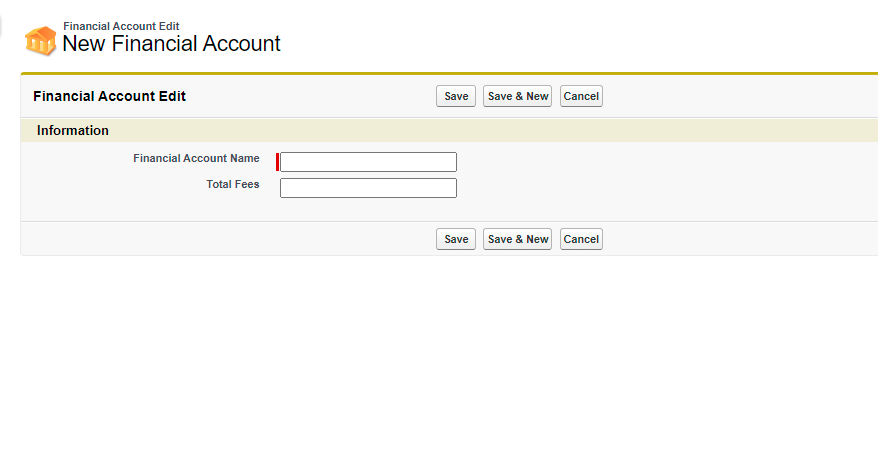 Financial Account Edit
New Financial Account
Financial Account Edit
Save Save & New Cancel
Information
Financial Account Name
Total Fees
Save Save & New Cancel